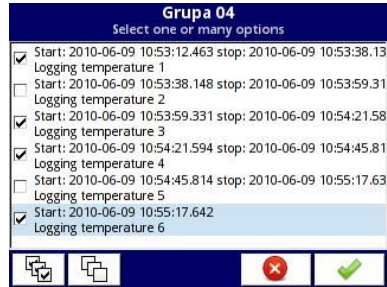 Grupa 04
Select one or many options
Start: 2010-06-09 10:53:12.463 stop: 2010-06-09 10:53:38.13
Logging temperature 1
Start: 2010-06-09 10:53:38.148 stop: 2010-06-09 10:53:59.31
Logging temperature 2
Start: 2010-06-09 10:53:59.331 stop: 2010-06-09 10:54:21.58
Logging temperature 3
Start: 2010-06-09 10:54:21.594 stop: 2010-06-09 10:54:45.81
Logging temperature 4
Start: 2010-06-09 10:54:45.814 stop: 2010-06-09 10:55:17.63
Logging temperature 5
Start: 2010-06-09 10:55:17.642
Logging temperature 6